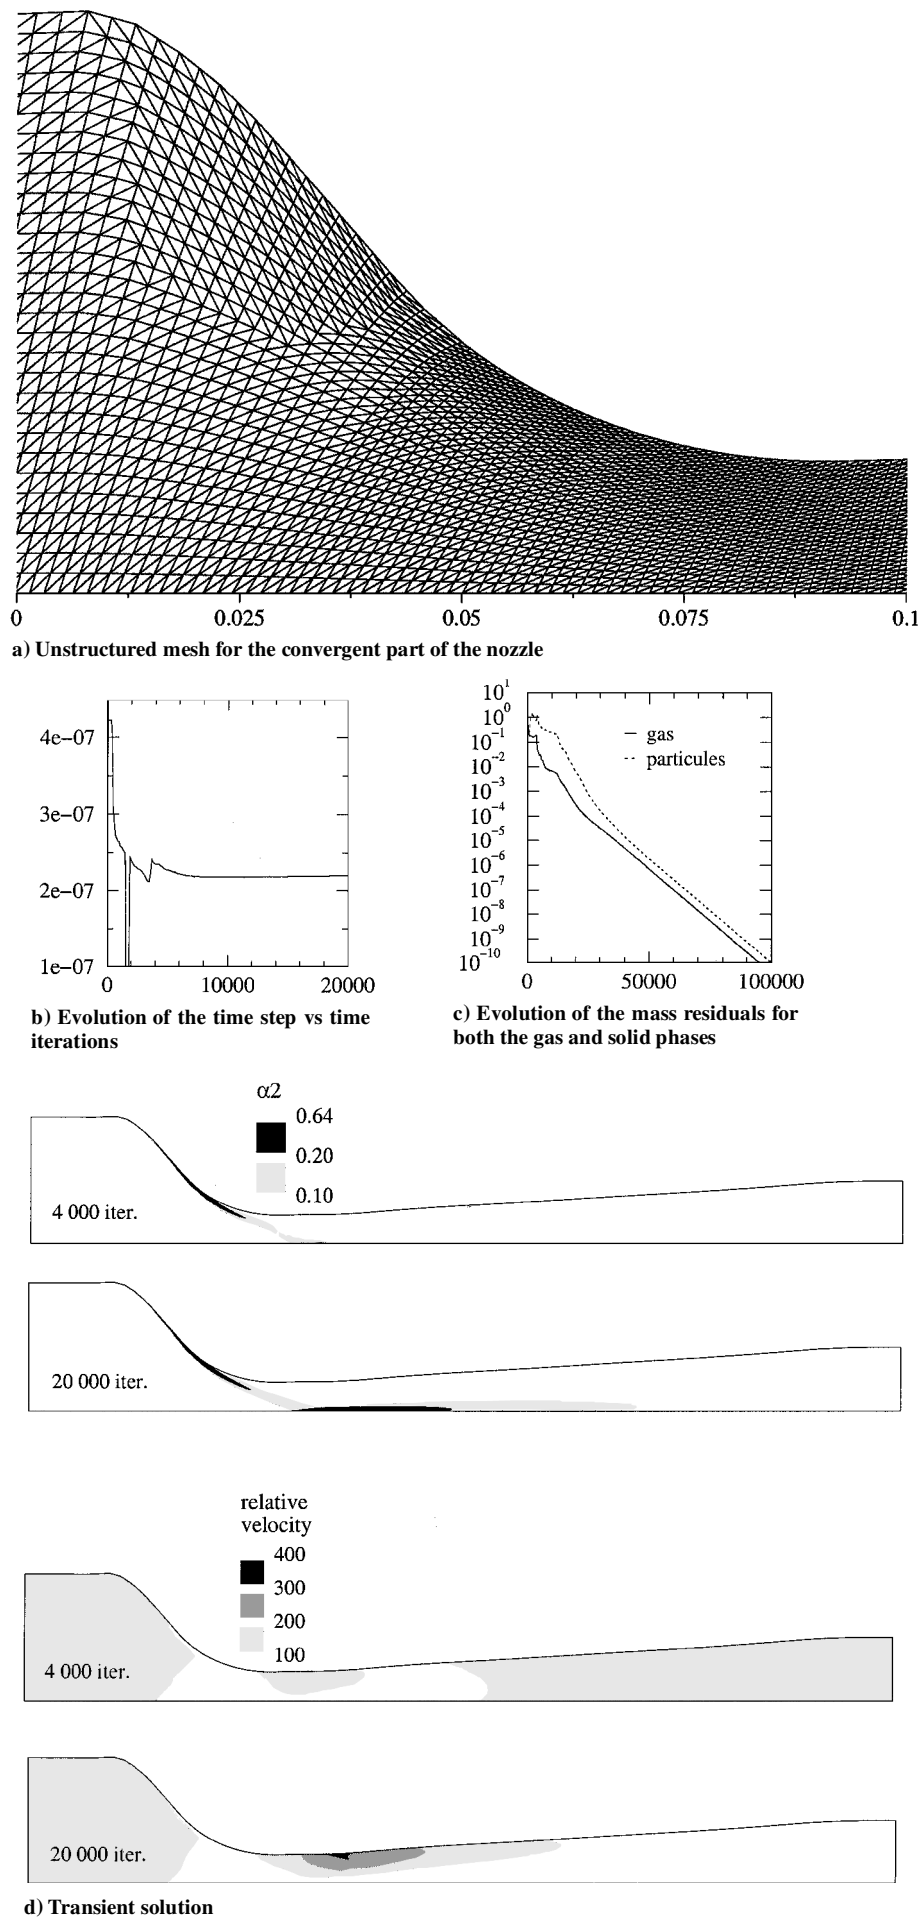 0 0.025 0.05 0.075 0.1
a) Unstructured mesh for the convergent part of the nozzle
4e−07
3e−07
2e−07
1e−07
0 10000 20000
b) Evolution of the time step vs time
iterations
10^1
10^0
10^−1
10^−2
10^−3
10^−4
10^−5
10^−6
10^−7
10^−8
10^−9
10^−10
gas
particules
0 50000 100000
c) Evolution of the mass residuals for
both the gas and solid phases
α2
0.64
0.20
0.10
4 000 iter.
20 000 iter.
relative
velocity
400
300
200
100
4 000 iter.
20 000 iter.
d) Transient solution